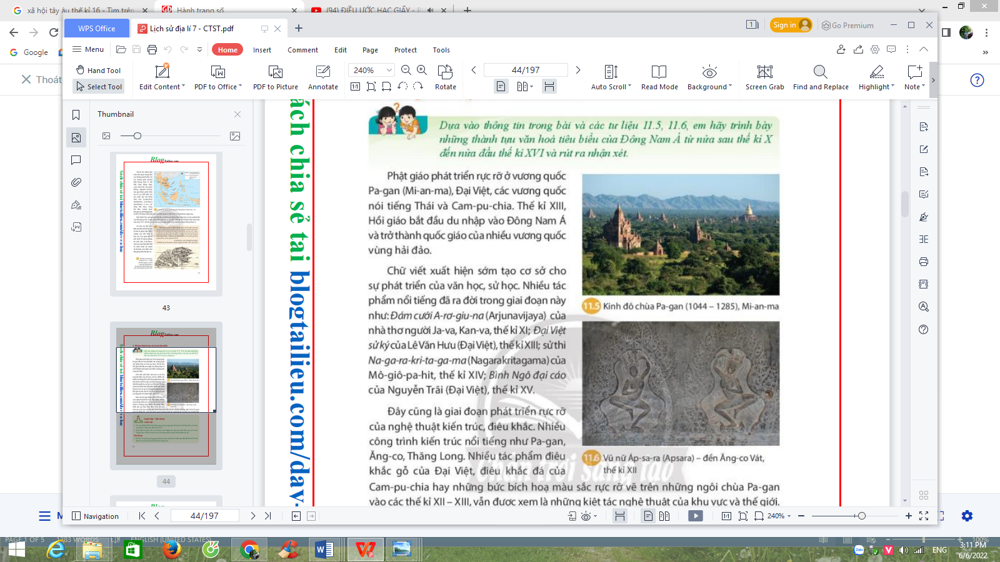 xã hội tây âu thế kỉ 16 - Tìm trên
Hành trang số
(94) ĐIỀU ƯỚC HẠC GIẤY - P
Google
Thoát
WPS Office
Lịch sử địa lí 7 - CTST.pdf
1
Sign in
Go Premium
Menu
Home
Insert
Comment
Edit
Page
Protect
Tools
Hand Tool
Select Tool
Edit Content
PDF to Office
PDF to Picture
Annotate
240%
Rotate
44/197
Auto Scroll
Read Mode
Background
Screen Grab
Find and Replace
Highlight
Note
Thumbnail
43
44
ách chia sẻ tại blogtailieu.com/day-
Dựa vào thông tin trong bài và các tư liệu 11.5, 11.6, em hãy trình bày
những thành tựu văn hoá tiêu biểu của Đông Nam Á từ nửa sau thế kỉ X
đến nửa đầu thế kỉ XVI và rút ra nhận xét.
Phật giáo phát triển rực rỡ ở vương quốc
Pa-gan (Mi-an-ma), Đại Việt, các vương quốc
nói tiếng Thái và Cam-pu-chia. Thế kỉ XIII,
Hồi giáo bắt đầu du nhập vào Đông Nam Á
và trở thành quốc giáo của nhiều vương quốc
vùng hải đảo.
Chữ viết xuất hiện sớm tạo cơ sở cho
sự phát triển của văn học, sử học. Nhiều tác
phẩm nổi tiếng đã ra đời trong giai đoạn này
như: Đám cưới A-rơ-giu-na (Arjunavijaya) của
nhà thơ người Ja-va, Kan-va, thế kỉ XI; Đại Việt
sử ký của Lê Văn Hưu (Đại Việt), thế kỉ XIII; sử thi
Na-ga-ra-kri-ta-ga-ma (Nagarakritagama) của
Mô-giô-pa-hit, thế kỉ XIV; Bình Ngô đại cáo
của Nguyễn Trãi (Đại Việt), thế kỉ XV.
Đây cũng là giai đoạn phát triển rực rỡ
của nghệ thuật kiến trúc, điêu khắc. Nhiều
công trình kiến trúc nổi tiếng như Pa-gan,
Ăng-co, Thăng Long. Nhiều tác phẩm điêu
khắc gỗ của Đại Việt, điêu khắc đá của
Cam-pu-chia hay những bức bích hoạ màu sắc rực rỡ vẽ trên những ngôi chùa Pa-gan
vào các thế kỉ XII – XIII, vẫn được xem là những kiệt tác nghệ thuật của khu vực và thế giới.
11.5 Kinh đô chùa Pa-gan (1044 – 1285), Mi-an-ma
11.6 Vũ nữ Áp-sa-ra (Apsara) – đền Ăng-co Vát,
thế kỉ XII
Chân trời sáng tạo
Navigation
44/197
240%
PAGE 1 OF 5
1383 WORDS
ENGLISH (UNITED STATES)
100%
Zalo
ENG
3:11 PM
6/6/2022